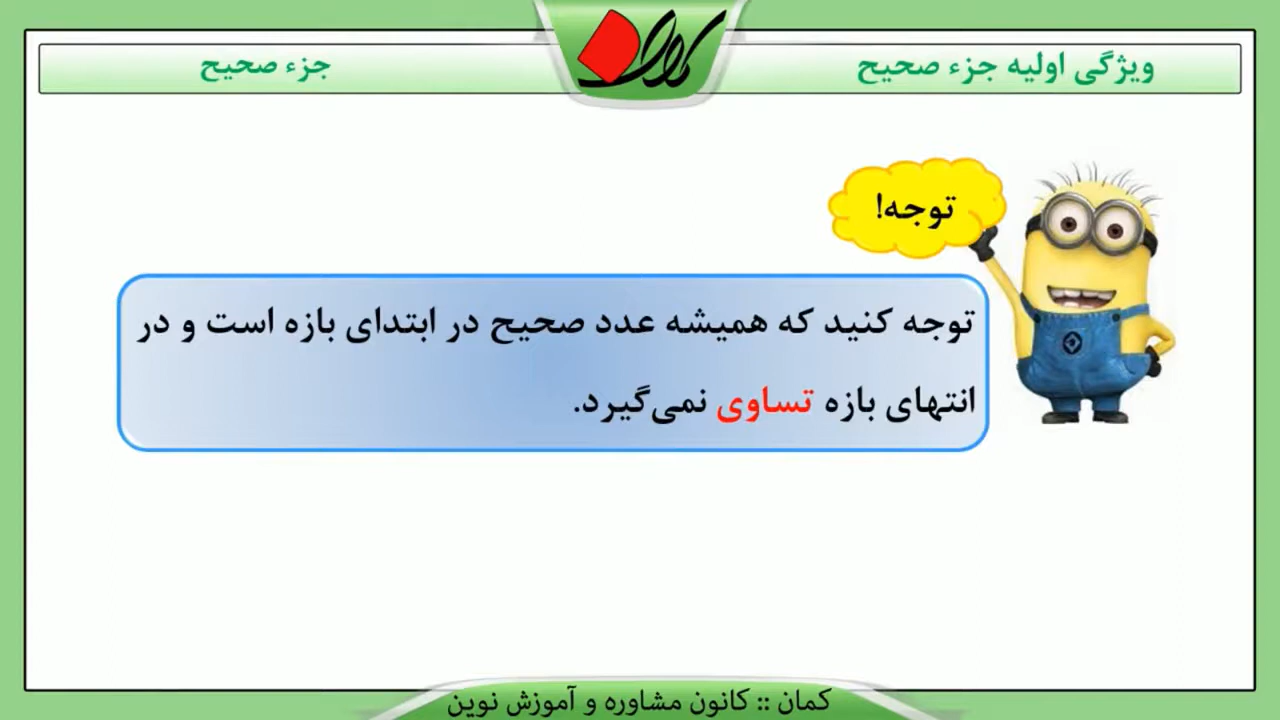 ویژگی اولیه جزء صحیح
کمان
جزء صحیح
توجه!
توجه کنید که همیشه عدد صحیح در ابتدای بازه است و در
انتهای بازه تساوی نمی‌گیرد.
کمان :: کانون مشاوره و آموزش نوین